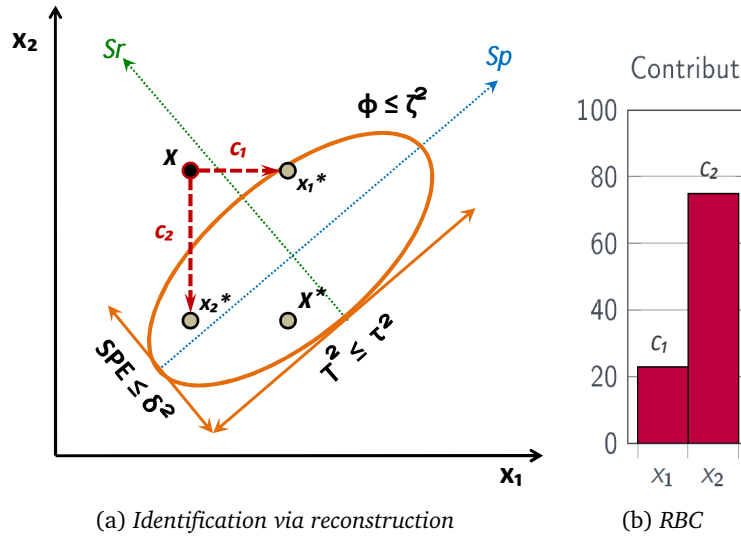 x₂
Sr
Sp
ϕ ≤ ζ²
X
c₁
x₁*
c₂
x₂*
X*
SPE ≤ δ²
T² ≤ τ²
x₁
(a) Identification via reconstruction
Contribut
100
80
60
40
20
0
c₂
c₁
x₁ x₂
(b) RBC